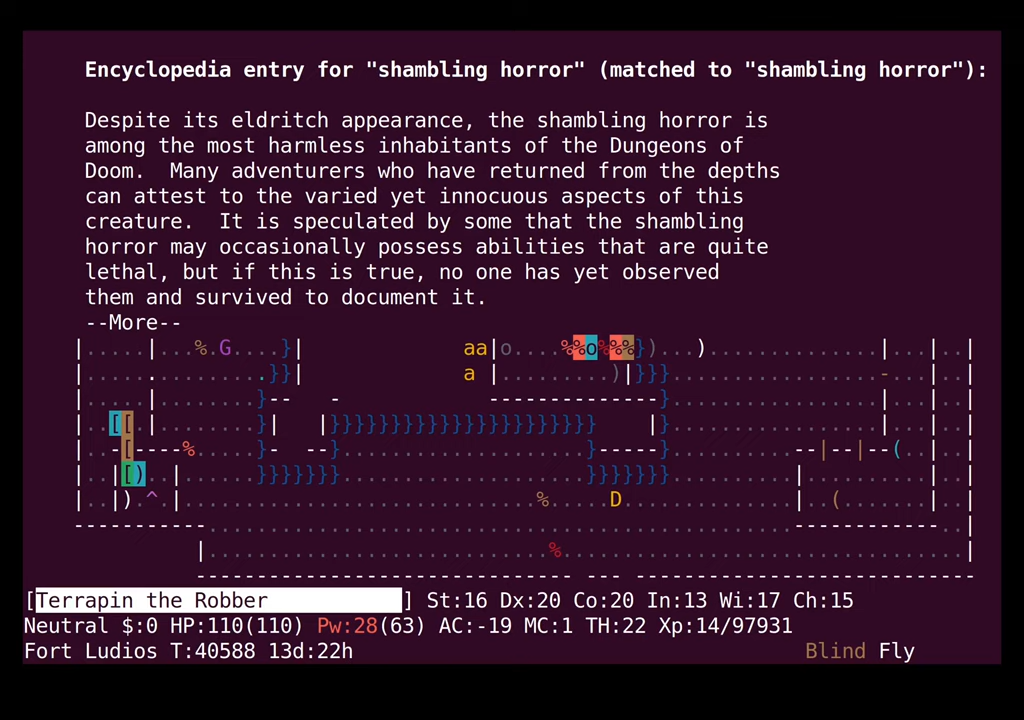 Encyclopedia entry for "shambling horror" (matched to "shambling horror"):
Despite its eldritch appearance, the shambling horror is
among the most harmless inhabitants of the Dungeons of
Doom.  Many adventurers who have returned from the depths
can attest to the varied yet innocuous aspects of this
creature.  It is speculated by some that the shambling
horror may occasionally possess abilities that are quite
lethal, but if this is true, no one has yet observed
them and survived to document it.
--More--
[Terrapin the Robber           ] St:16 Dx:20 Co:20 In:13 Wi:17 Ch:15
Neutral $:0 HP:110(110) Pw:28(63) AC:-19 MC:1 TH:22 Xp:14/97931
Fort Ludios T:40588 13d:22h Blind Fly